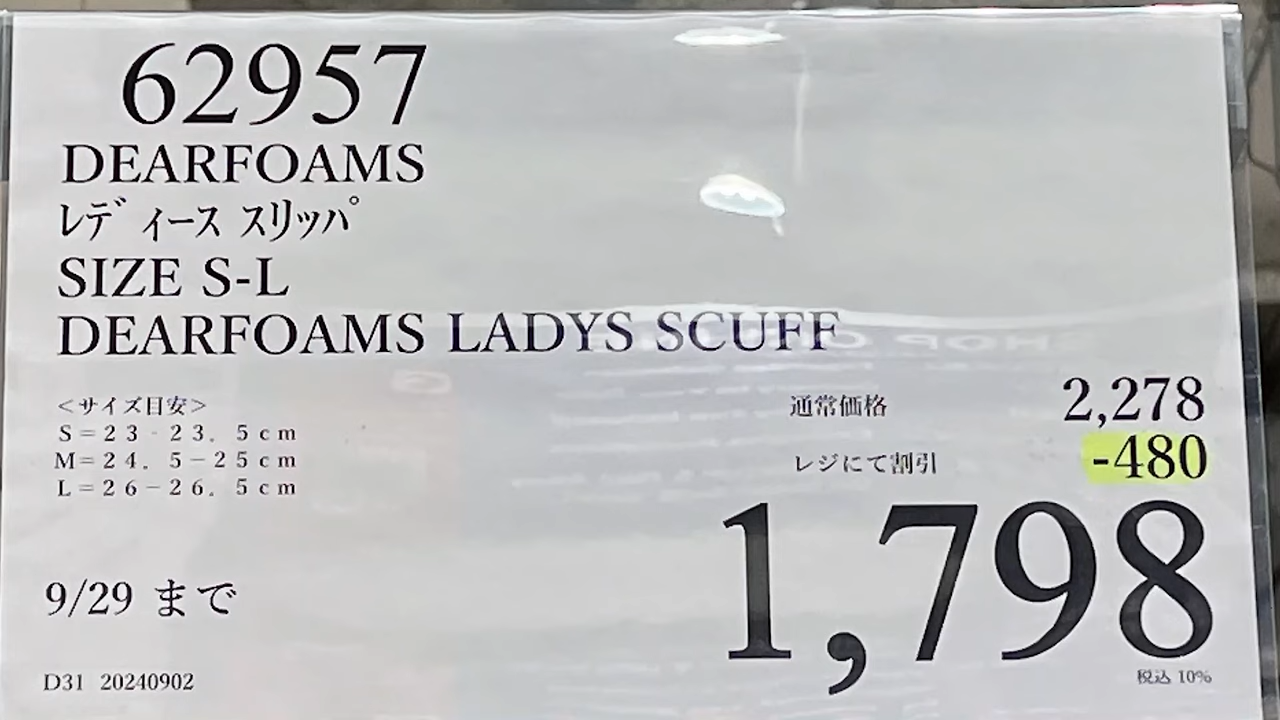 62957
DEARFOAMS
レディース スリッパ
SIZE S-L
DEARFOAMS LADYS SCUFF
<サイズ目安>
S=23-23.5cm
M=24.5-25cm
L=26-26.5cm
通常価格 2,278
レジにて割引 -480
1,798
税込 10%
9/29 まで
D31 20240902